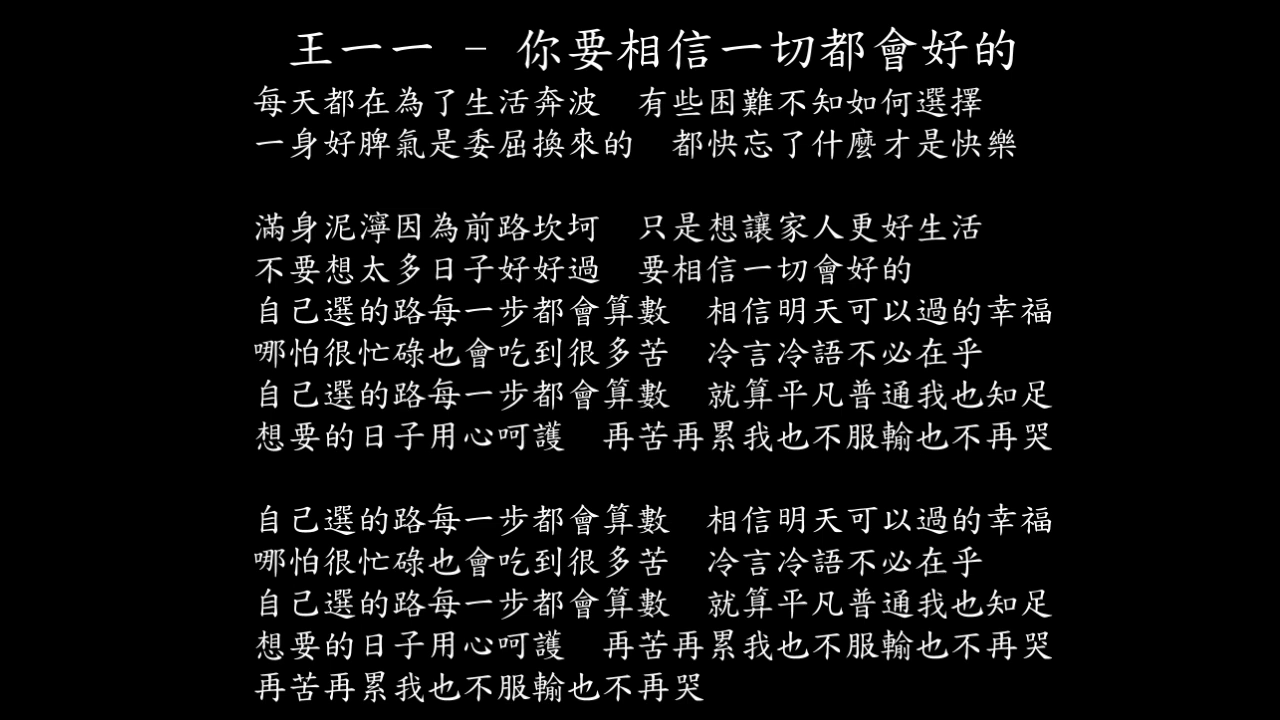 王一一 - 你要相信一切都會好的
每天都在為了生活奔波　有些困難不知如何選擇
一身好脾氣是委屈換來的　都快忘了什麼才是快樂
滿身泥濘因為前路坎坷　只是想讓家人更好生活
不要想太多日子好好過　要相信一切會好的
自己選的路每一步都會算數　相信明天可以過的幸福
哪怕很忙碌也會吃到很多苦　冷言冷語不必在乎
自己選的路每一步都會算數　就算平凡普通我也知足
想要的日子用心呵護　再苦再累我也不服輸也不再哭
自己選的路每一步都會算數　相信明天可以過的幸福
哪怕很忙碌也會吃到很多苦　冷言冷語不必在乎
自己選的路每一步都會算數　就算平凡普通我也知足
想要的日子用心呵護　再苦再累我也不服輸也不再哭
再苦再累我也不服輸也不再哭